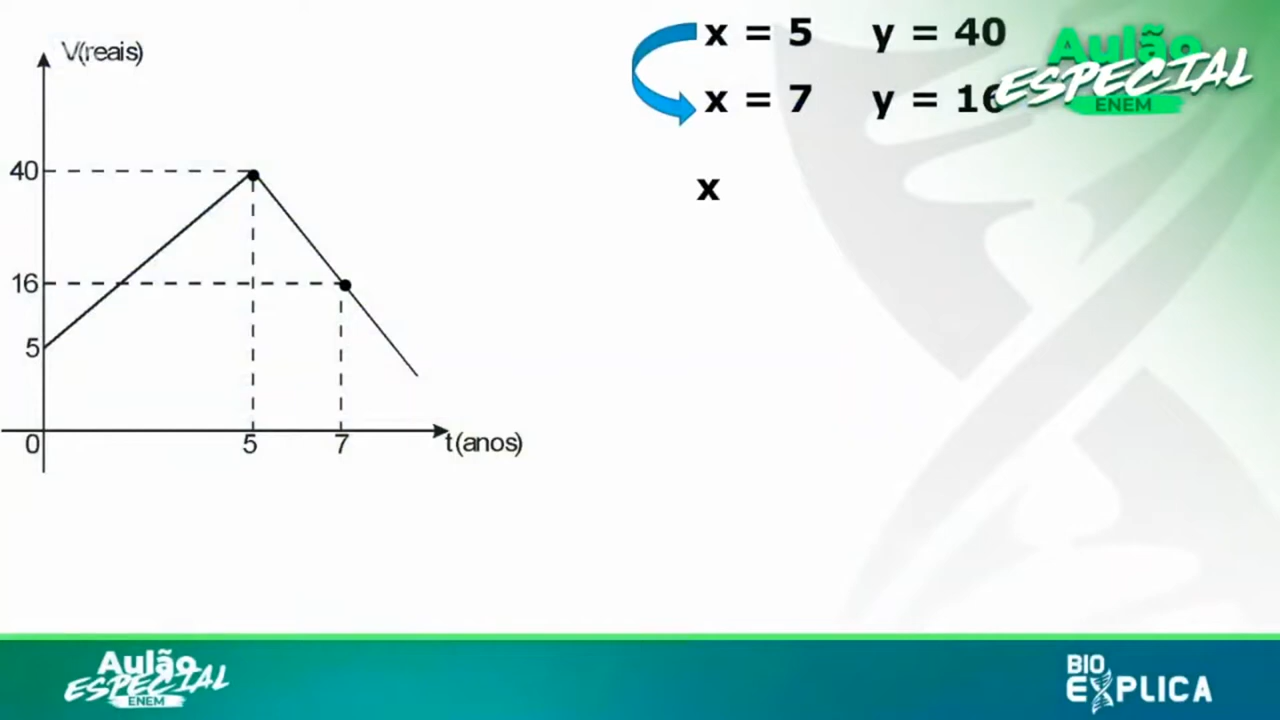 V(reais)
40
16
5
0
5
7
t(anos)
x = 5 y = 40
x = 7 y = 16
x
Aulão
ESPECIAL
ENEM
Aulão
ESPECIAL
ENEM
BIO
EXPLICA